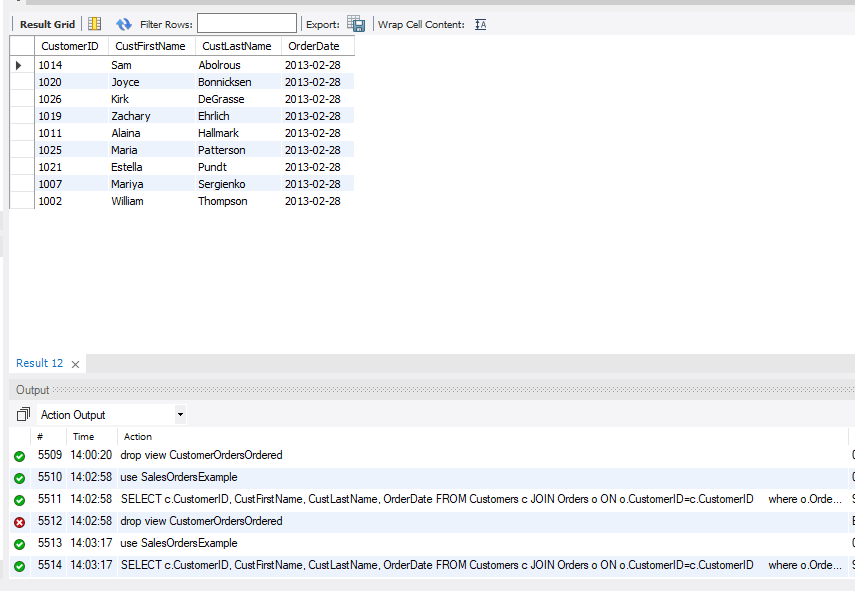 Result Grid Filter Rows: Export: Wrap Cell Content: IA
CustomerID CustFirstName CustLastName OrderDate
1014 Sam Abolrous 2013-02-28
1020 Joyce Bonnicksen 2013-02-28
1026 Kirk DeGrasse 2013-02-28
1019 Zachary Ehrlich 2013-02-28
1011 Alaina Hallmark 2013-02-28
1025 Maria Patterson 2013-02-28
1021 Estella Pundt 2013-02-28
1007 Mariya Sergienko 2013-02-28
1002 William Thompson 2013-02-28
Result 12
Output
Action Output
# Time Action
5509 14:00:20 drop view CustomerOrdersOrdered
5510 14:02:58 use SalesOrdersExample
5511 14:02:58 SELECT c.CustomerID, CustFirstName, CustLastName, OrderDate FROM Customers c JOIN Orders o ON o.CustomerID=c.CustomerID where o.Orde...
5512 14:02:58 drop view CustomerOrdersOrdered
5513 14:03:17 use SalesOrdersExample
5514 14:03:17 SELECT c.CustomerID, CustFirstName, CustLastName, OrderDate FROM Customers c JOIN Orders o ON o.CustomerID=c.CustomerID where o.Orde...